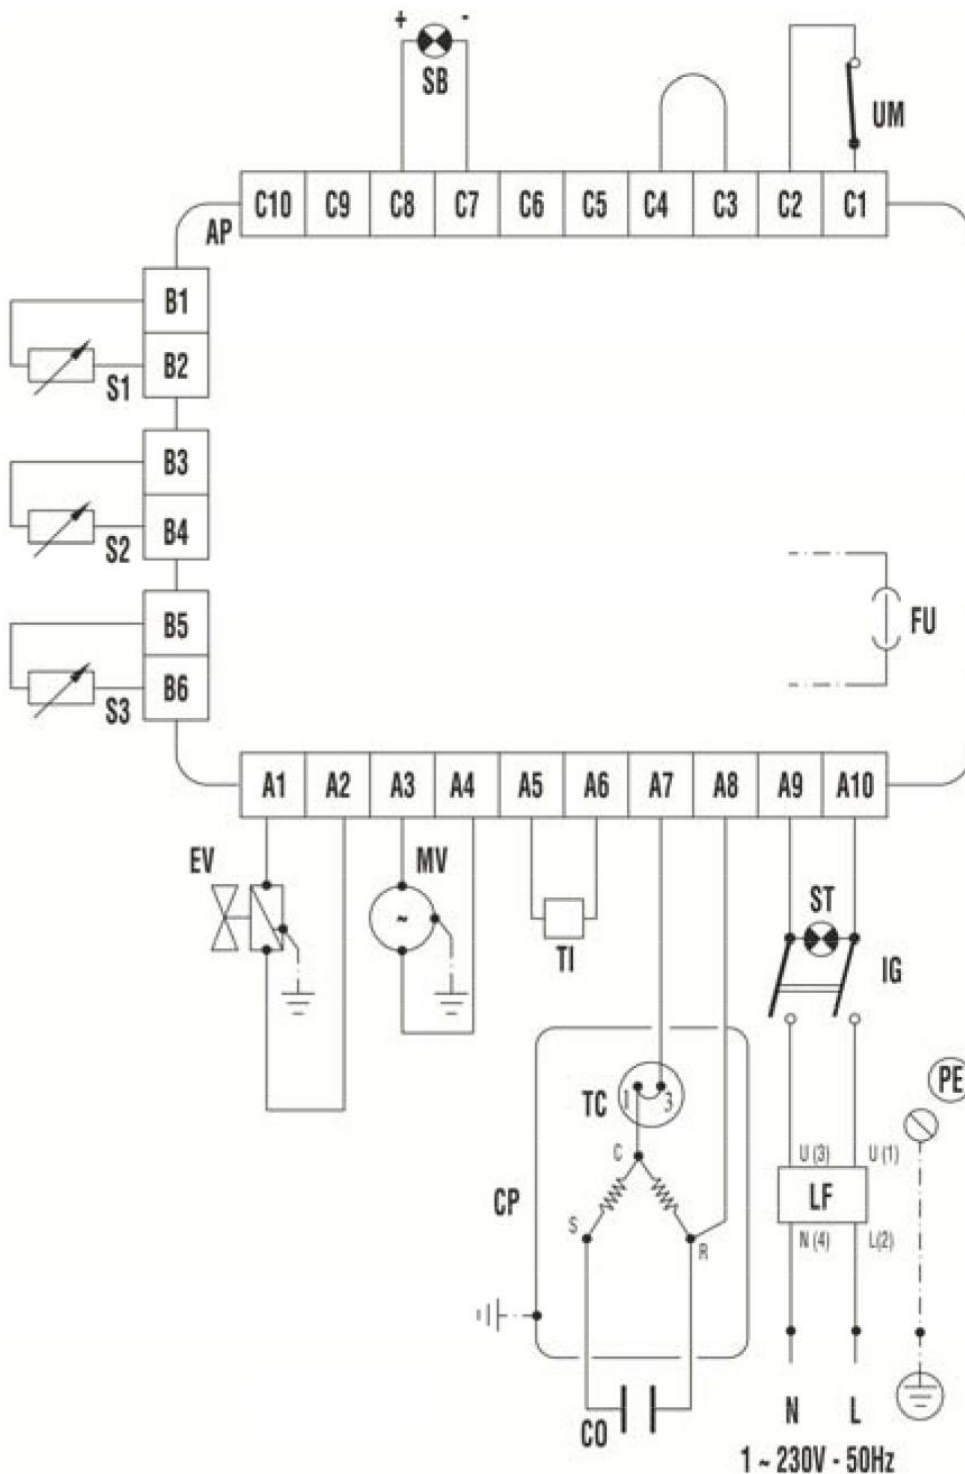 + -
SB
UM
C10 C9 C8 C7 C6 C5 C4 C3 C2 C1
AP
B1
B2
S1
B3
B4
S2
B5
B6
S3
FU
A1 A2 A3 A4 A5 A6 A7 A8 A9 A10
EV
MV
~
TI
ST
IG
PE
TC
1 3
C
CP
S
R
U (3) U (1)
LF
N (4) L(2)
CO
N L
1 ~ 230V - 50Hz